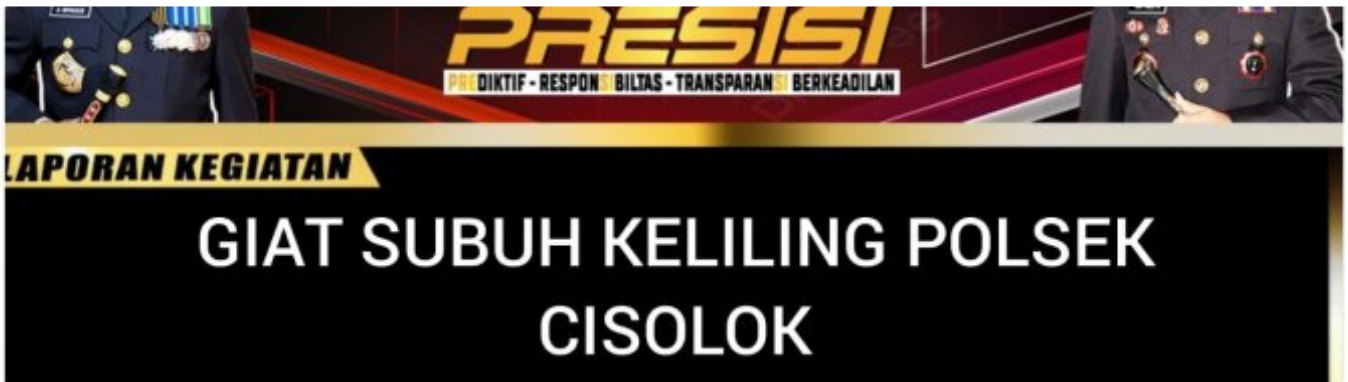 PRESISI
PREDIKTIF - RESPONSIBILTAS - TRANSPARANSI BERKEADILAN
LAPORAN KEGIATAN
GIAT SUBUH KELILING POLSEK
CISOLOK